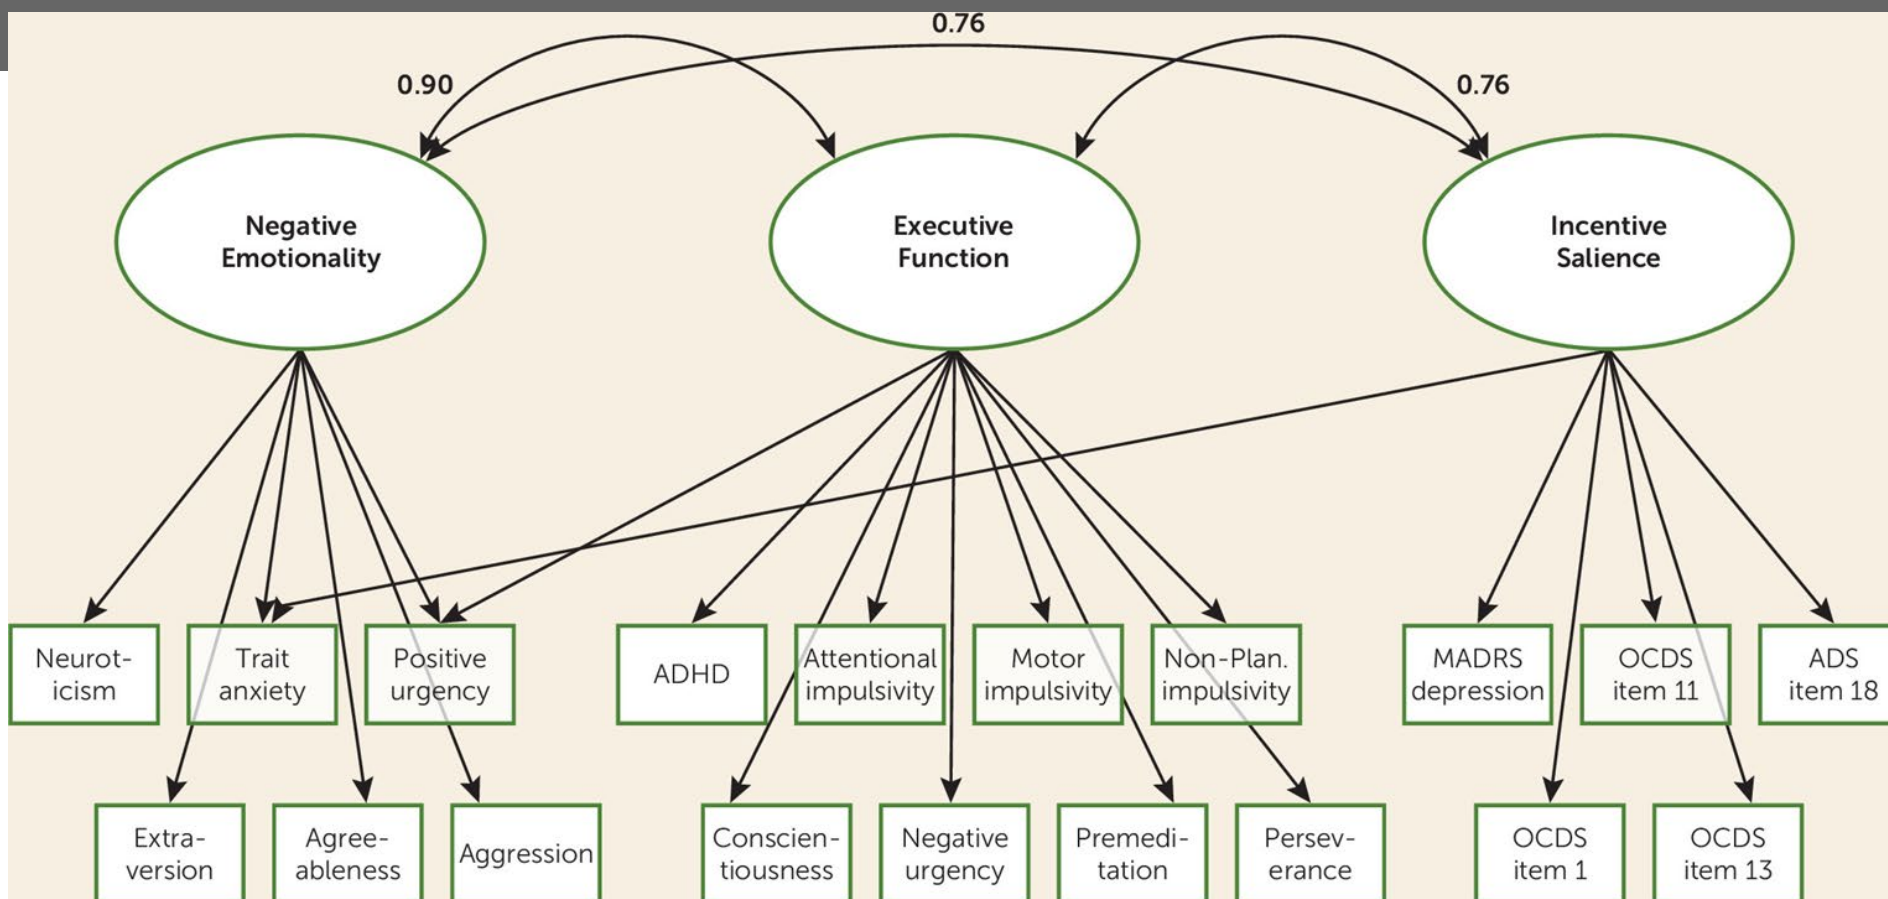 0.76
0.90
0.76
Negative
Emotionality
Executive
Function
Incentive
Salience
Neurot-
icism
Trait
anxiety
Positive
urgency
ADHD
Attentional
impulsivity
Motor
impulsivity
Non-Plan.
impulsivity
MADRS
depression
OCDS
item 11
ADS
item 18
Extra-
version
Agree-
ableness
Aggression
Conscien-
tiousness
Negative
urgency
Premedi-
tation
Persev-
erance
OCDS
item 1
OCDS
item 13